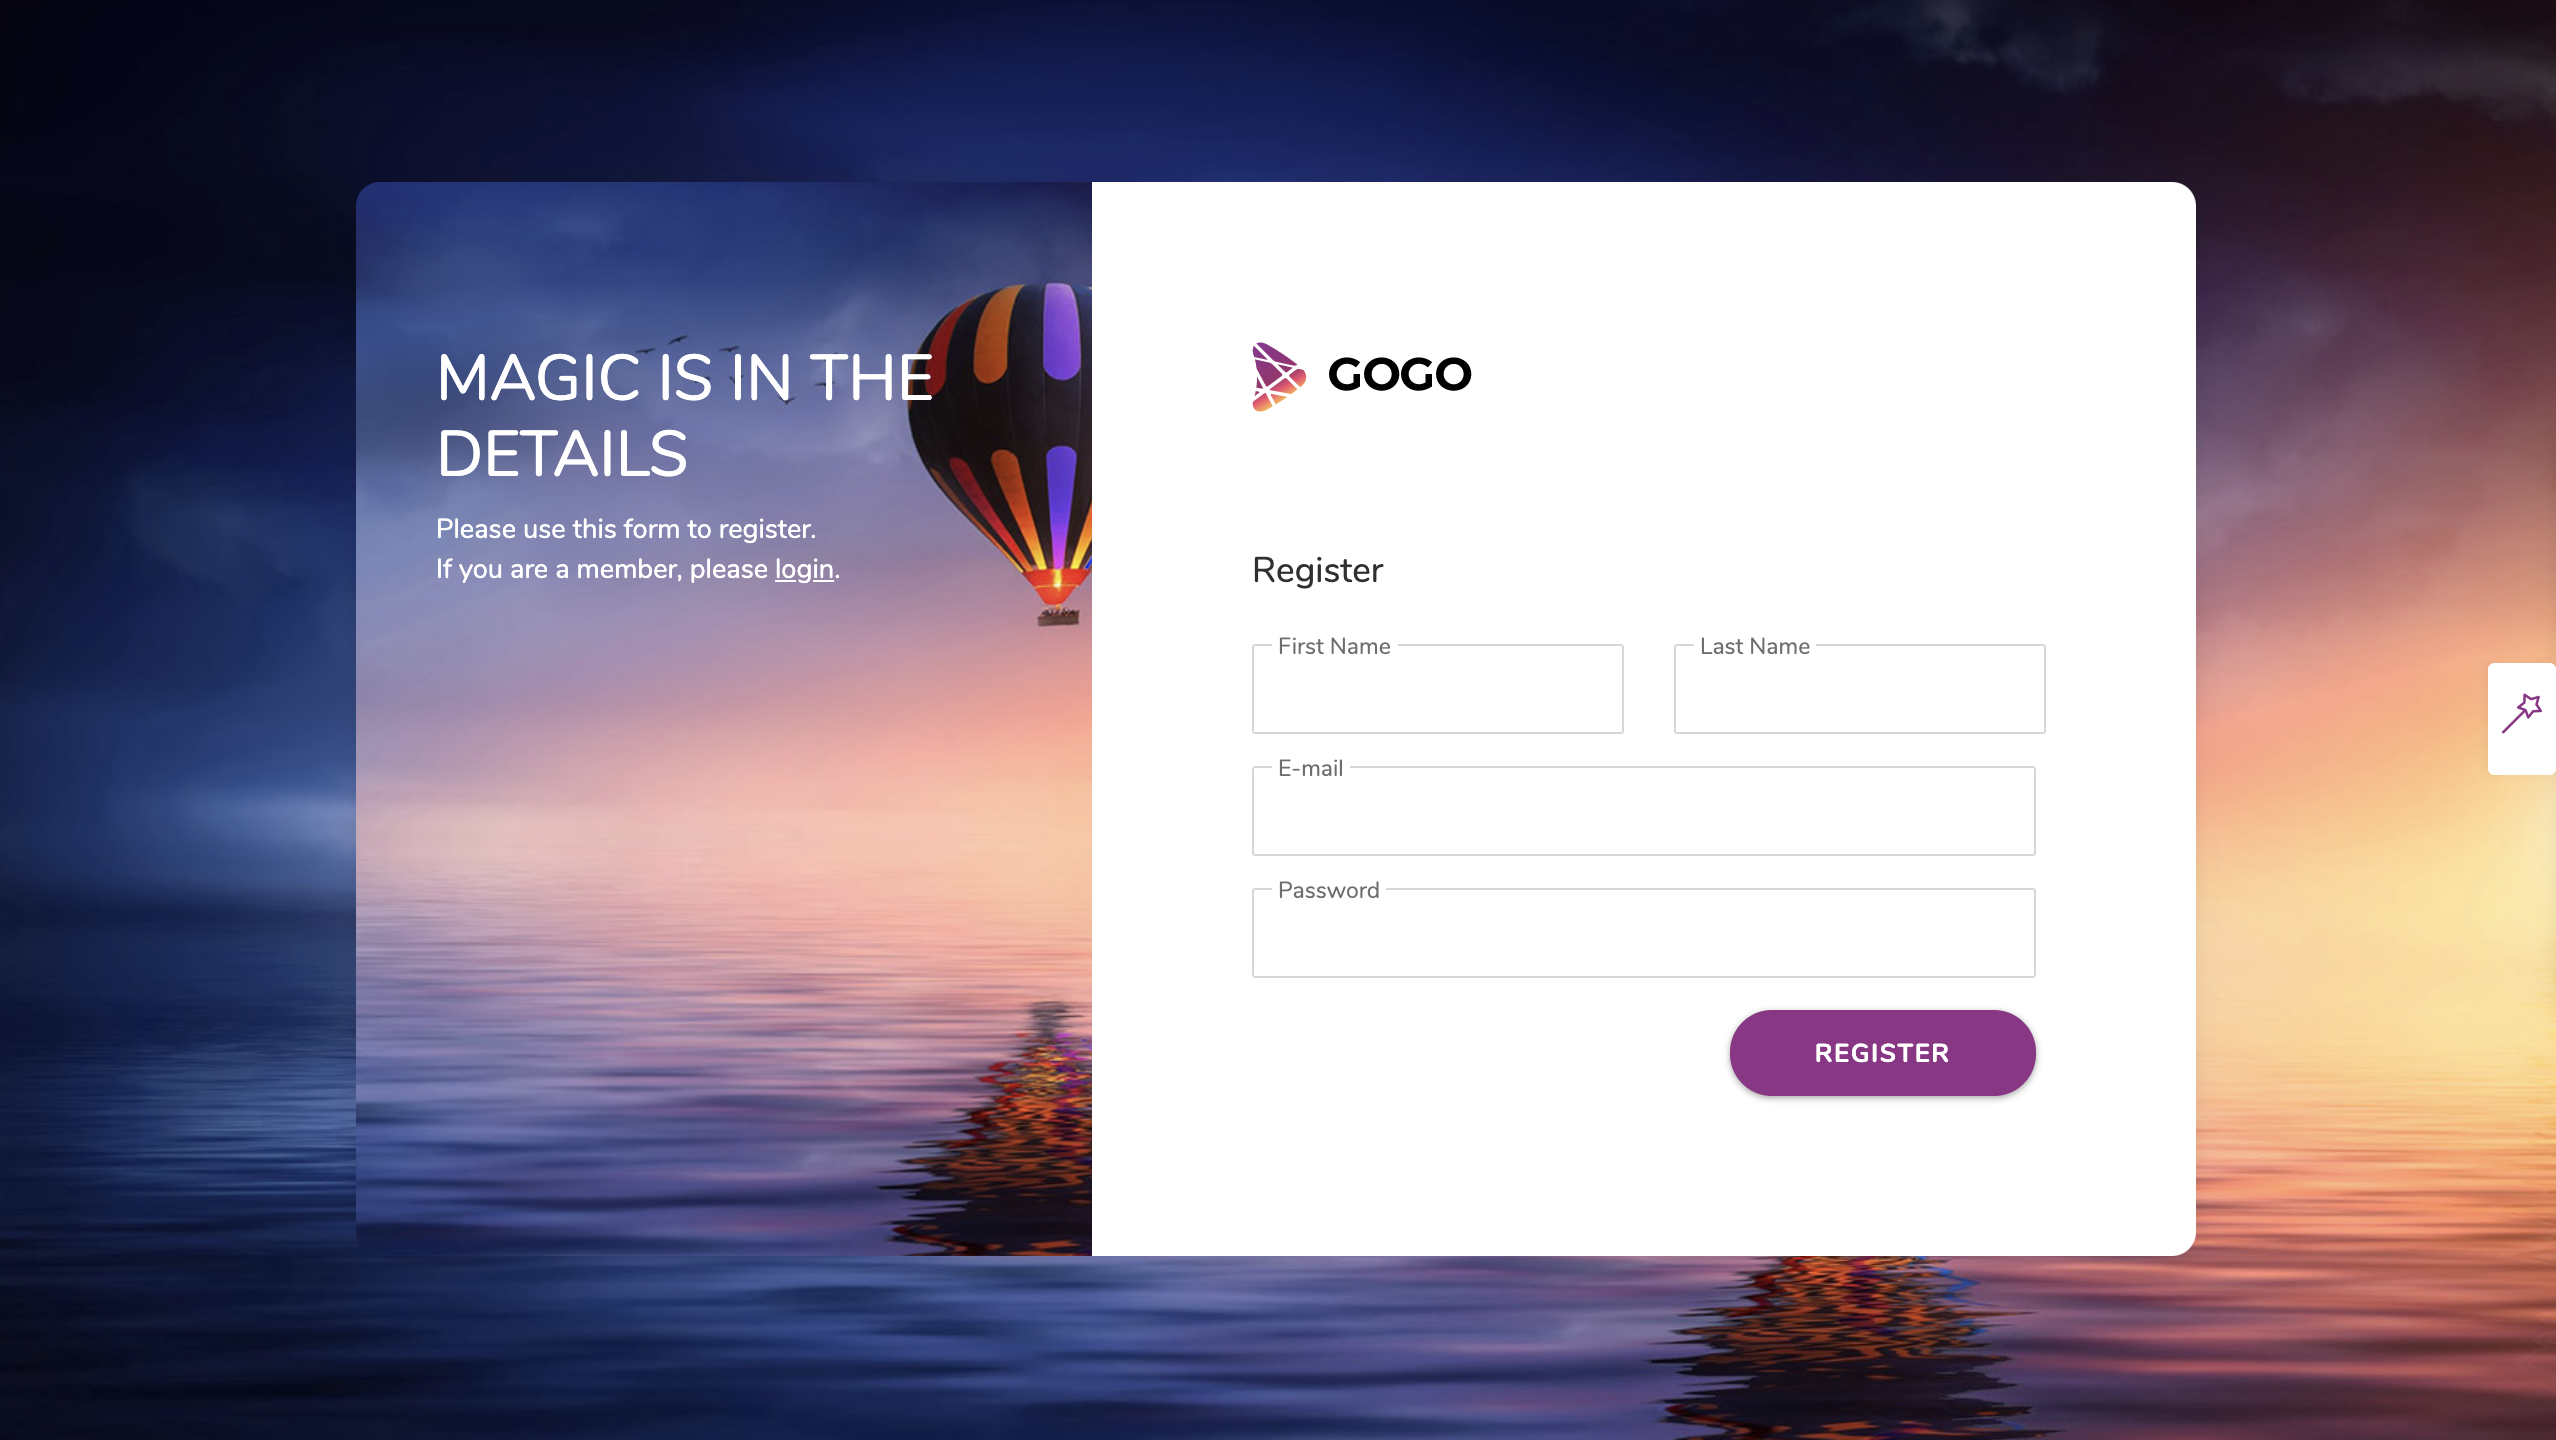 MAGIC IS IN THE
DETAILS
Please use this form to register.
If you are a member, please login.
GOGO
Register
First Name
Last Name
E-mail
Password
REGISTER